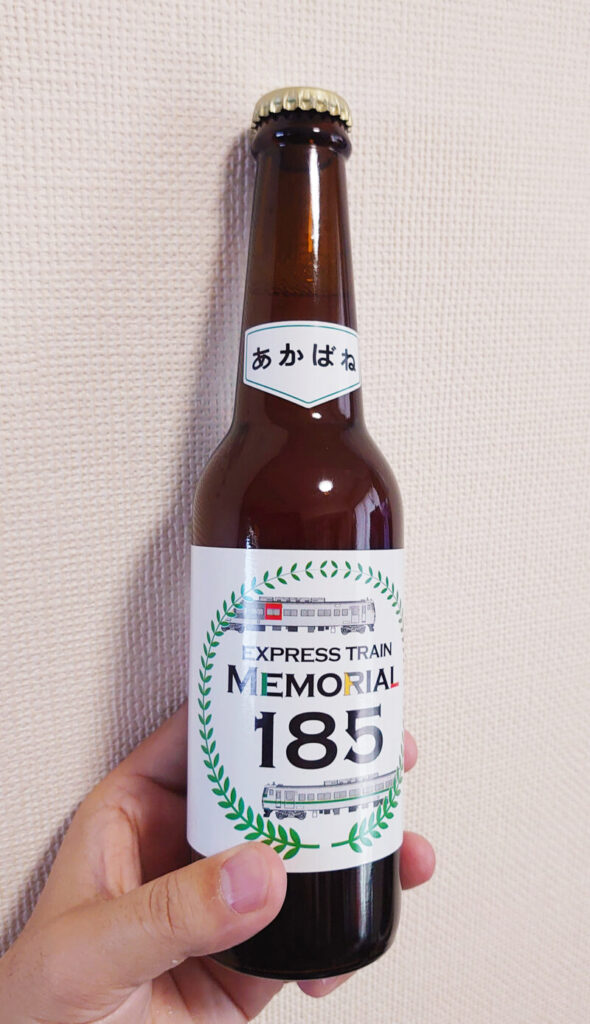 あかばね
EXPRESS TRAIN
MEMORIAL
185